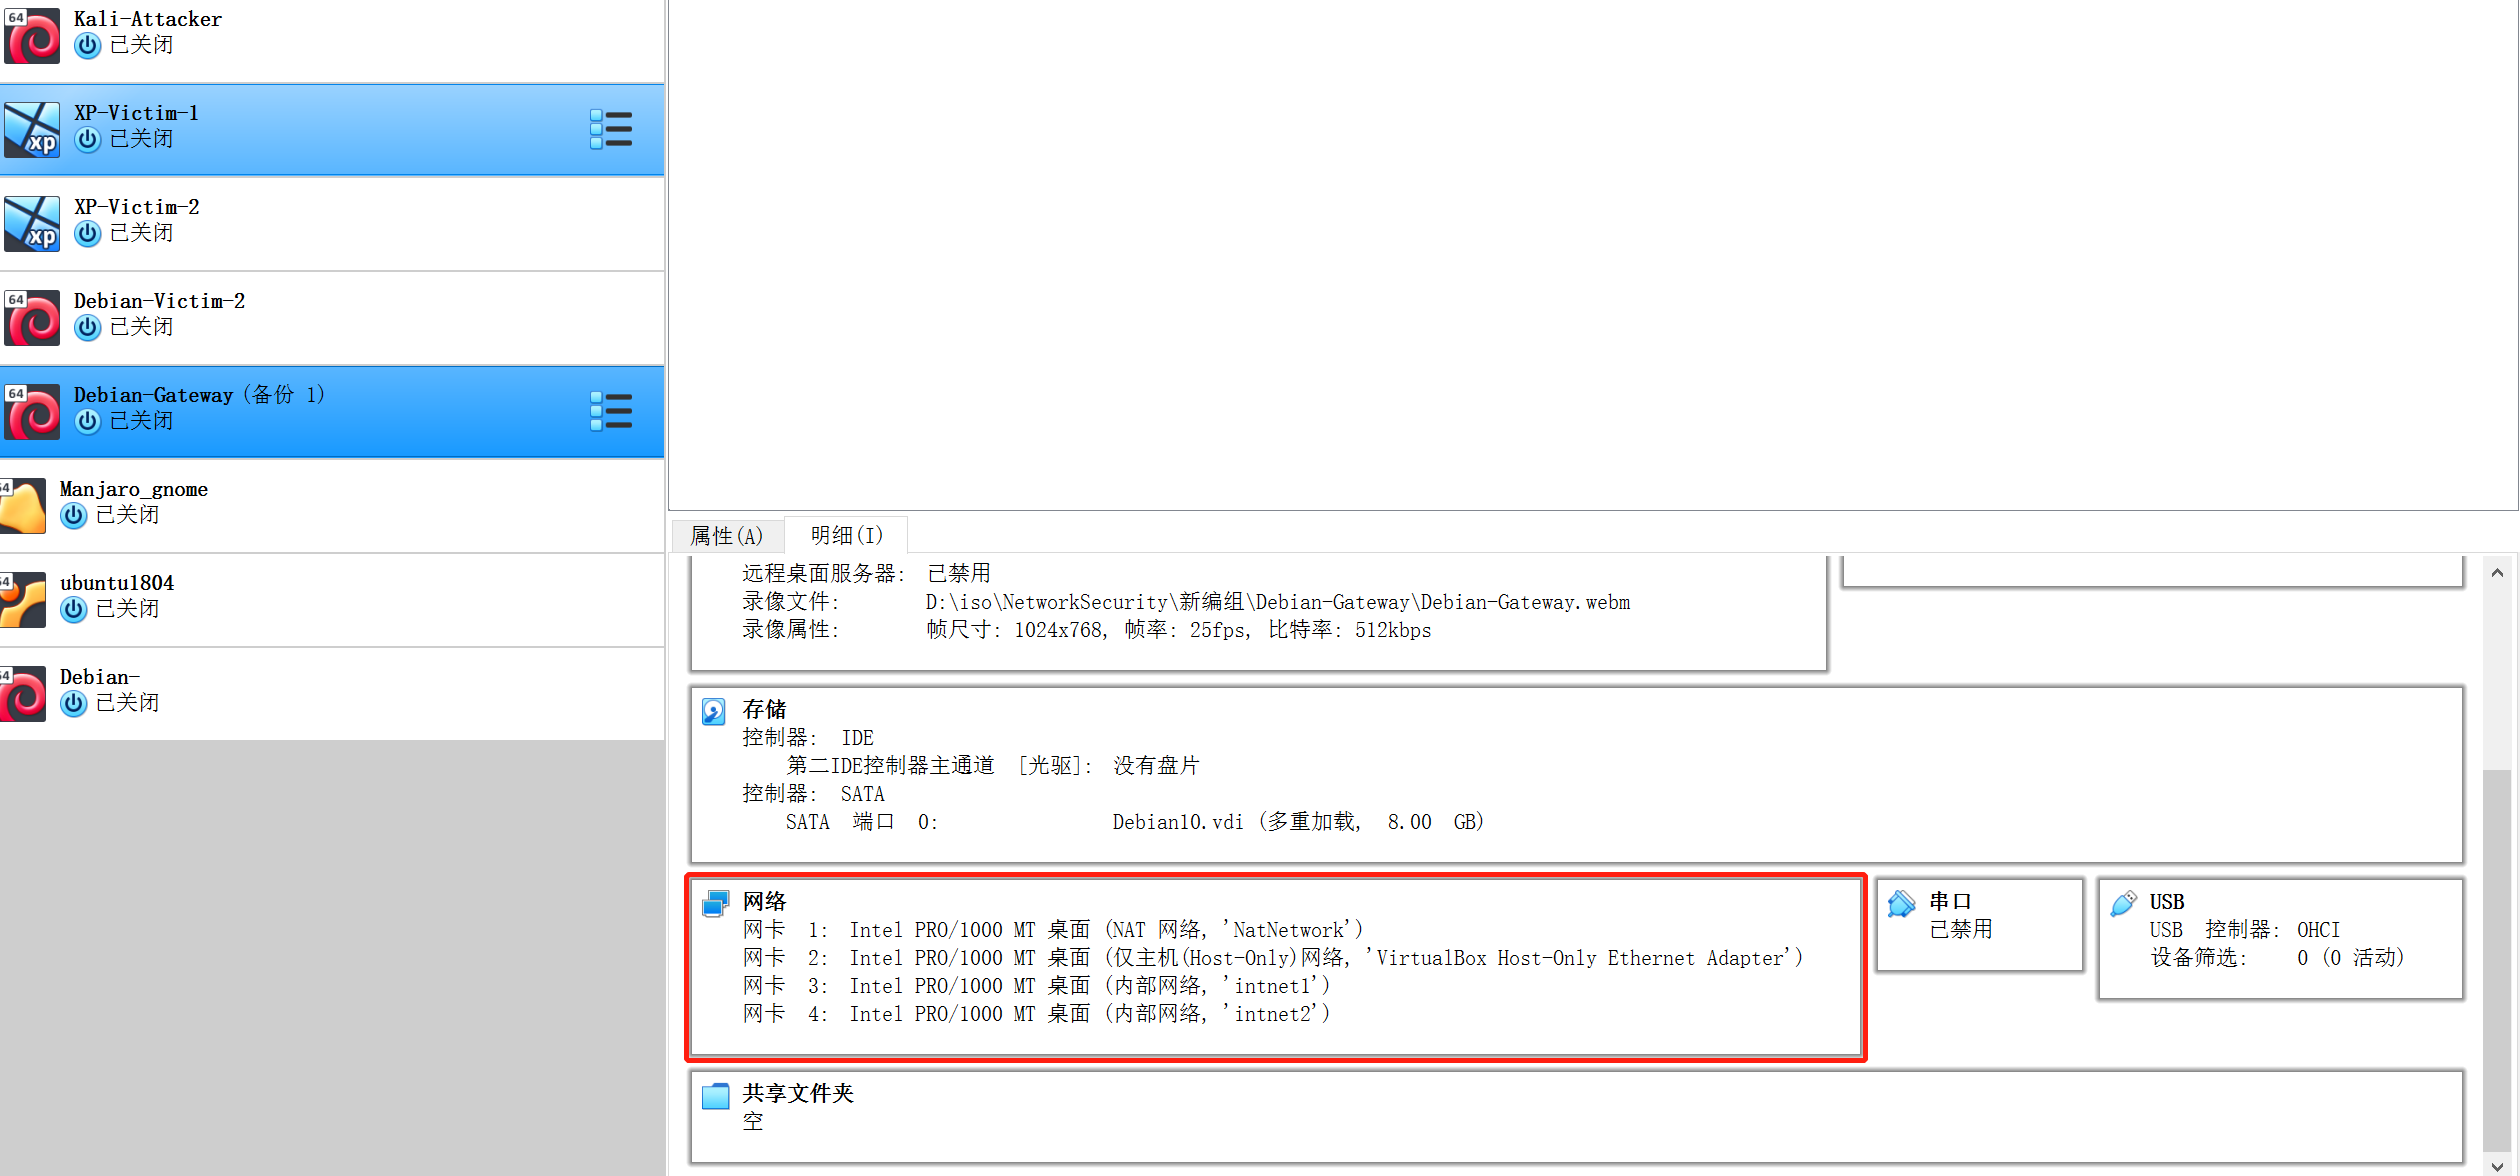 64
Kali-Attacker
已关闭
xp
XP-Victim-1
已关闭
xp
XP-Victim-2
已关闭
64
Debian-Victim-2
已关闭
64
Debian-Gateway (备份 1)
已关闭
64
Manjaro_gnome
已关闭
64
ubuntu1804
已关闭
64
Debian-
已关闭
属性(A)
明细(I)
远程桌面服务器: 已禁用
录像文件: D:\iso\NetworkSecurity\新编组\Debian-Gateway\Debian-Gateway.webm
录像属性: 帧尺寸: 1024x768, 帧率: 25fps, 比特率: 512kbps
存储
控制器: IDE
第二IDE控制器主通道 [光驱]: 没有盘片
控制器: SATA
SATA 端口 0: Debian10.vdi (多重加载, 8.00 GB)
网络
网卡 1: Intel PRO/1000 MT 桌面 (NAT 网络, 'NatNetwork')
网卡 2: Intel PRO/1000 MT 桌面 (仅主机(Host-Only)网络, 'VirtualBox Host-Only Ethernet Adapter')
网卡 3: Intel PRO/1000 MT 桌面 (内部网络, 'intnet1')
网卡 4: Intel PRO/1000 MT 桌面 (内部网络, 'intnet2')
串口
已禁用
USB
USB 控制器: OHCI
设备筛选: 0 (0 活动)
共享文件夹
空